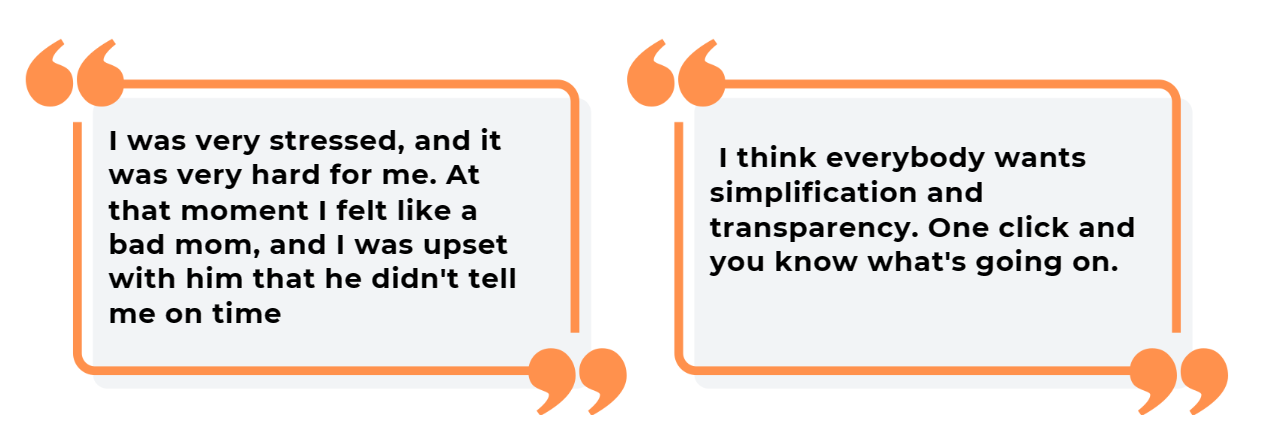 I was very stressed, and it
was very hard for me. At
that moment I felt like a
bad mom, and I was upset
with him that he didn't tell
me on time
I think everybody wants
simplification and
transparency. One click and
you know what's going on.